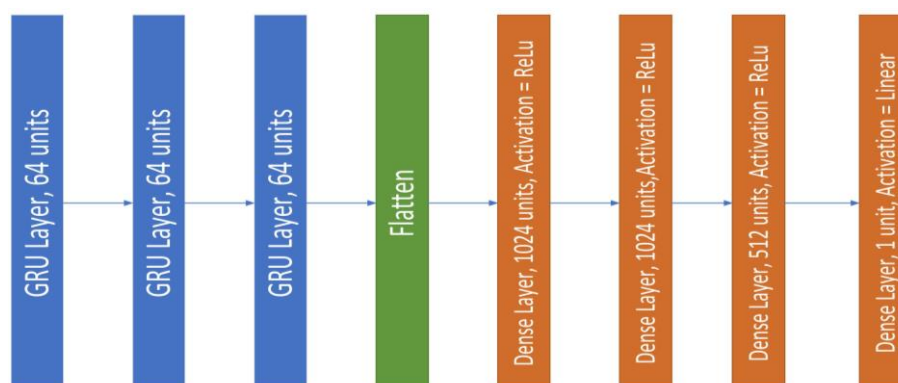 GRU Layer, 64 units
GRU Layer, 64 units
GRU Layer, 64 units
Flatten
Dense Layer, 1024 units, Activation = ReLu
Dense Layer, 1024 units,Activation = ReLu
Dense Layer, 512 units, Activation = ReLu
Dense Layer, 1 unit, Activation = Linear